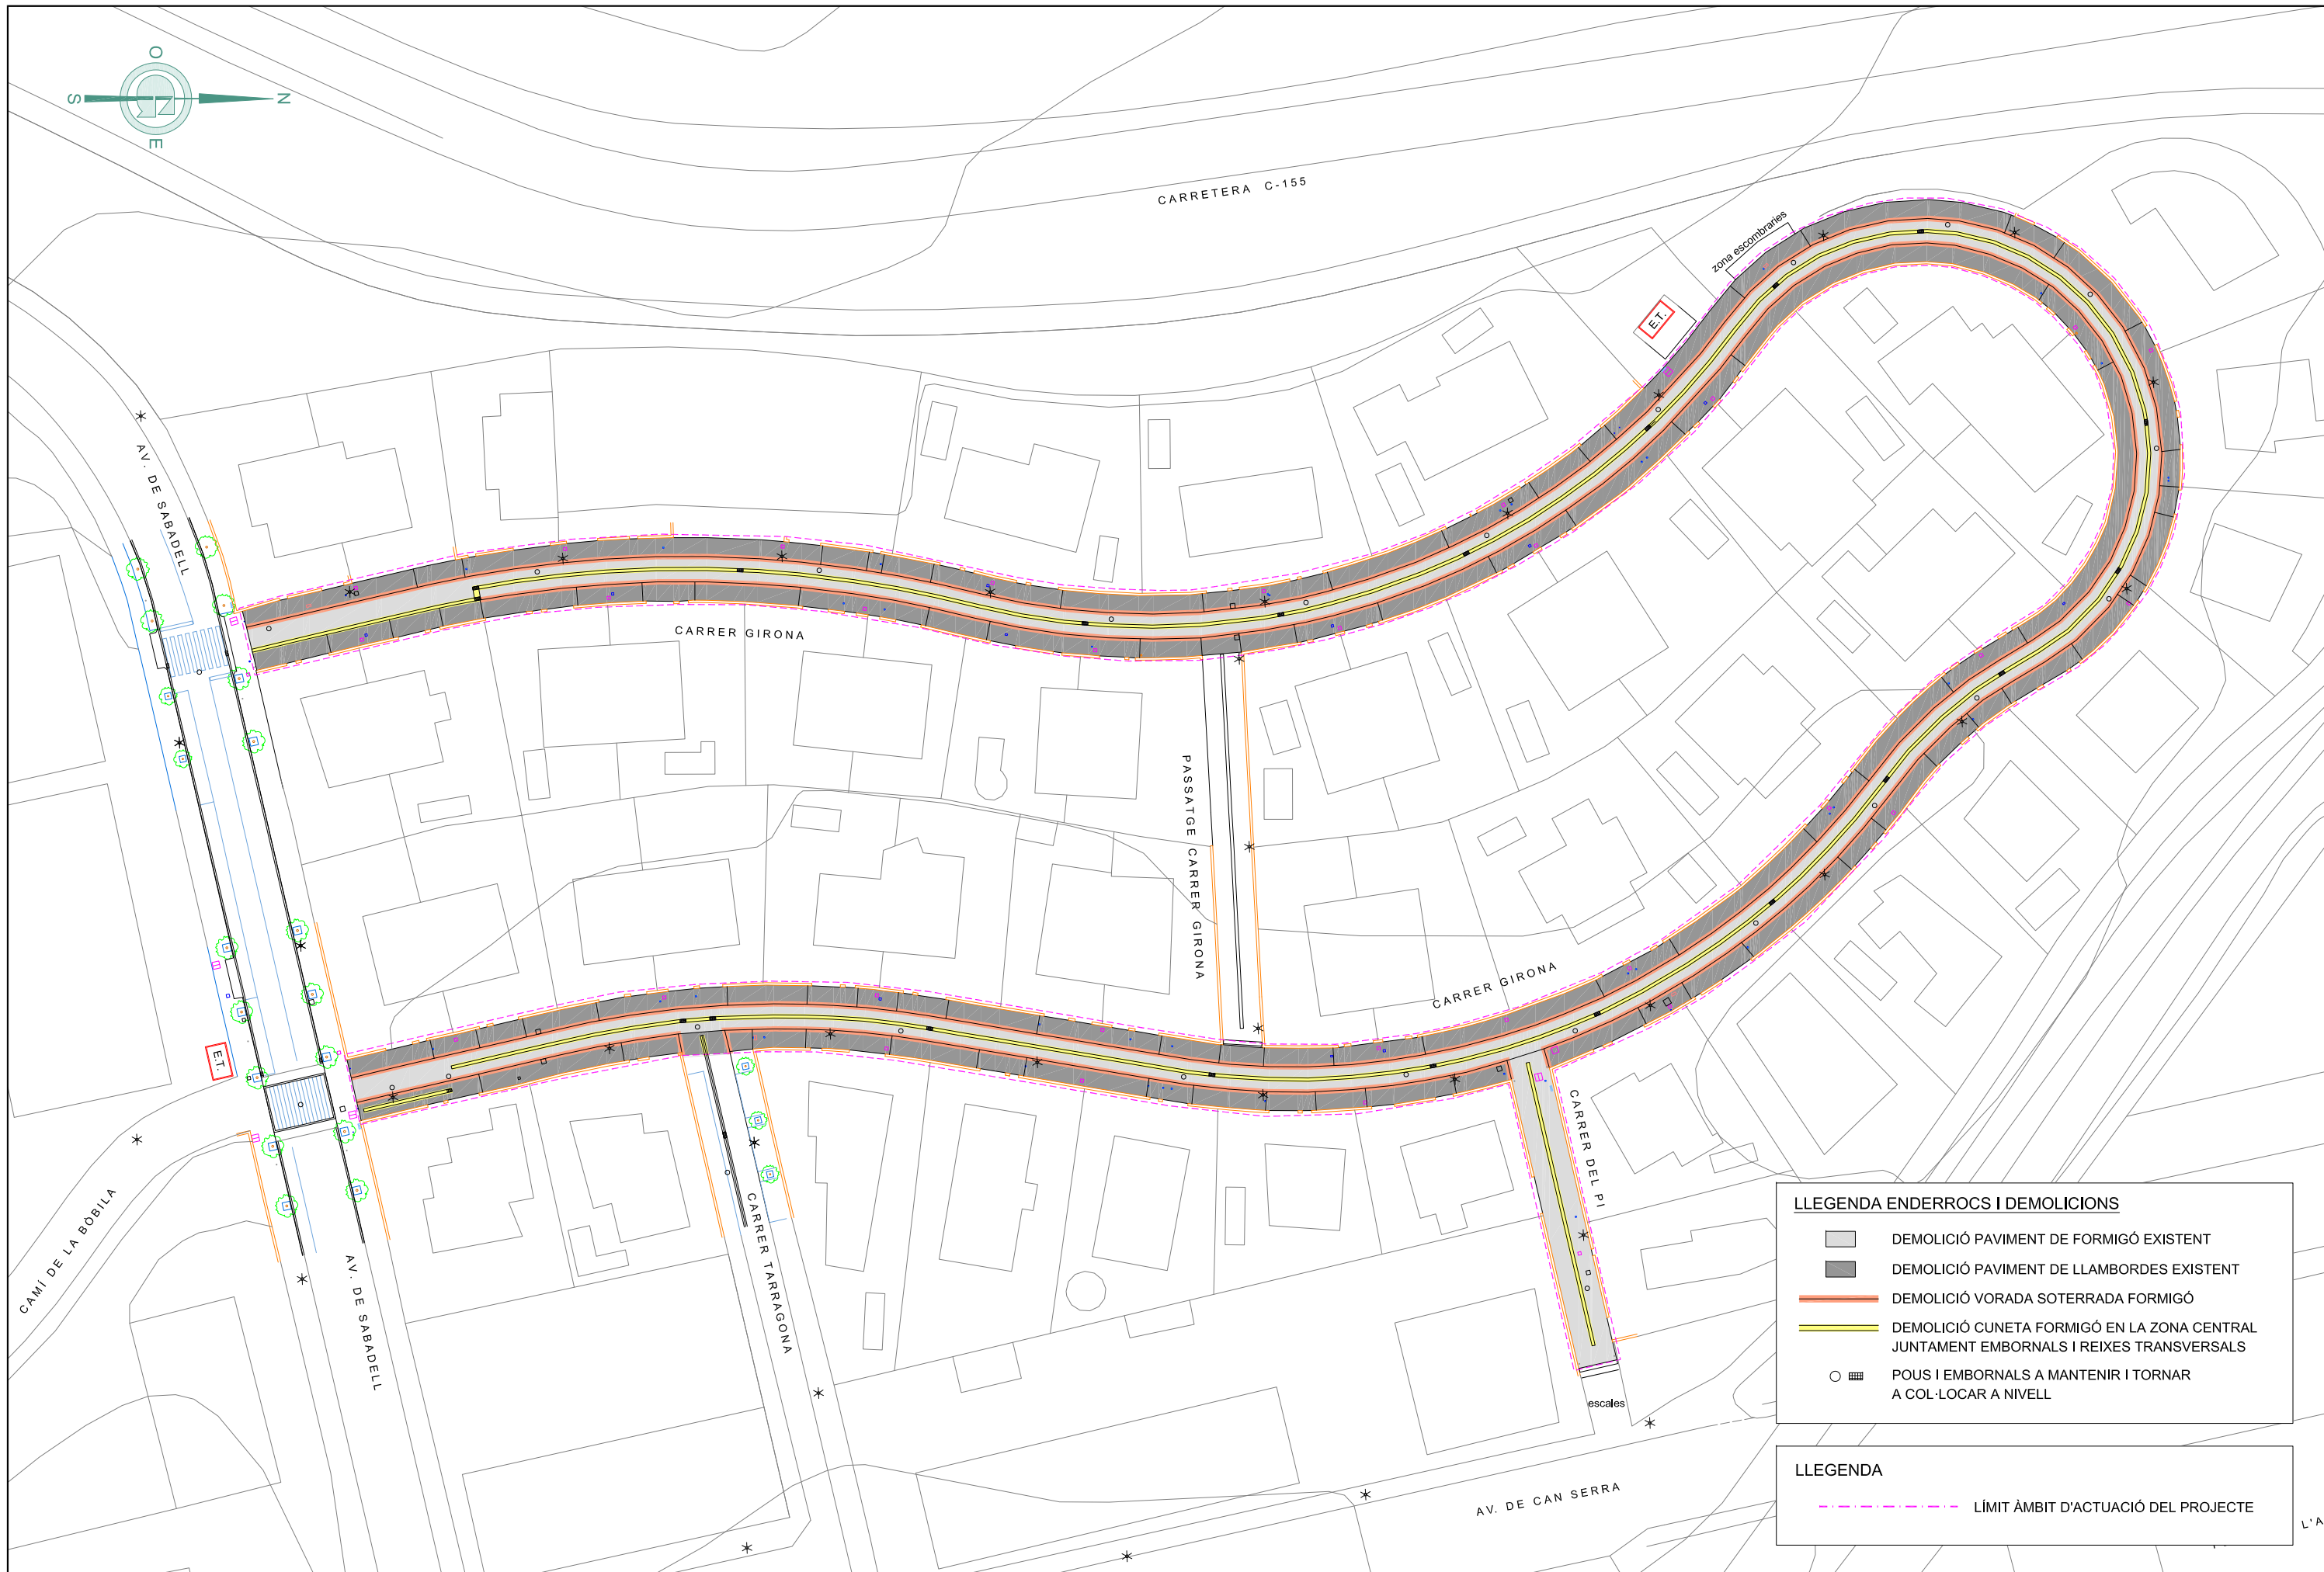 O
S
N
E
CARRETERA C-155
zona escombraries
E.T.
AV. DE SABADELL
CARRER GIRONA
PASSATGE CARRER GIRONA
CARRER GIRONA
E.T.
CARRER DEL PI
CAMÍ DE LA BÒBILA
AV. DE SABADELL
CARRER TARRAGONA
escales
AV. DE CAN SERRA
LLEGENDA ENDERROCS I DEMOLICIONS
DEMOLICIÓ PAVIMENT DE FORMIGÓ EXISTENT
DEMOLICIÓ PAVIMENT DE LLAMBORDES EXISTENT
DEMOLICIÓ VORADA SOTERRADA FORMIGÓ
DEMOLICIÓ CUNETA FORMIGÓ EN LA ZONA CENTRAL
JUNTAMENT EMBORNALS I REIXES TRANSVERSALS
POUS I EMBORNALS A MANTENIR I TORNAR
A COL·LOCAR A NIVELL
LLEGENDA
LÍMIT ÀMBIT D'ACTUACIÓ DEL PROJECTE